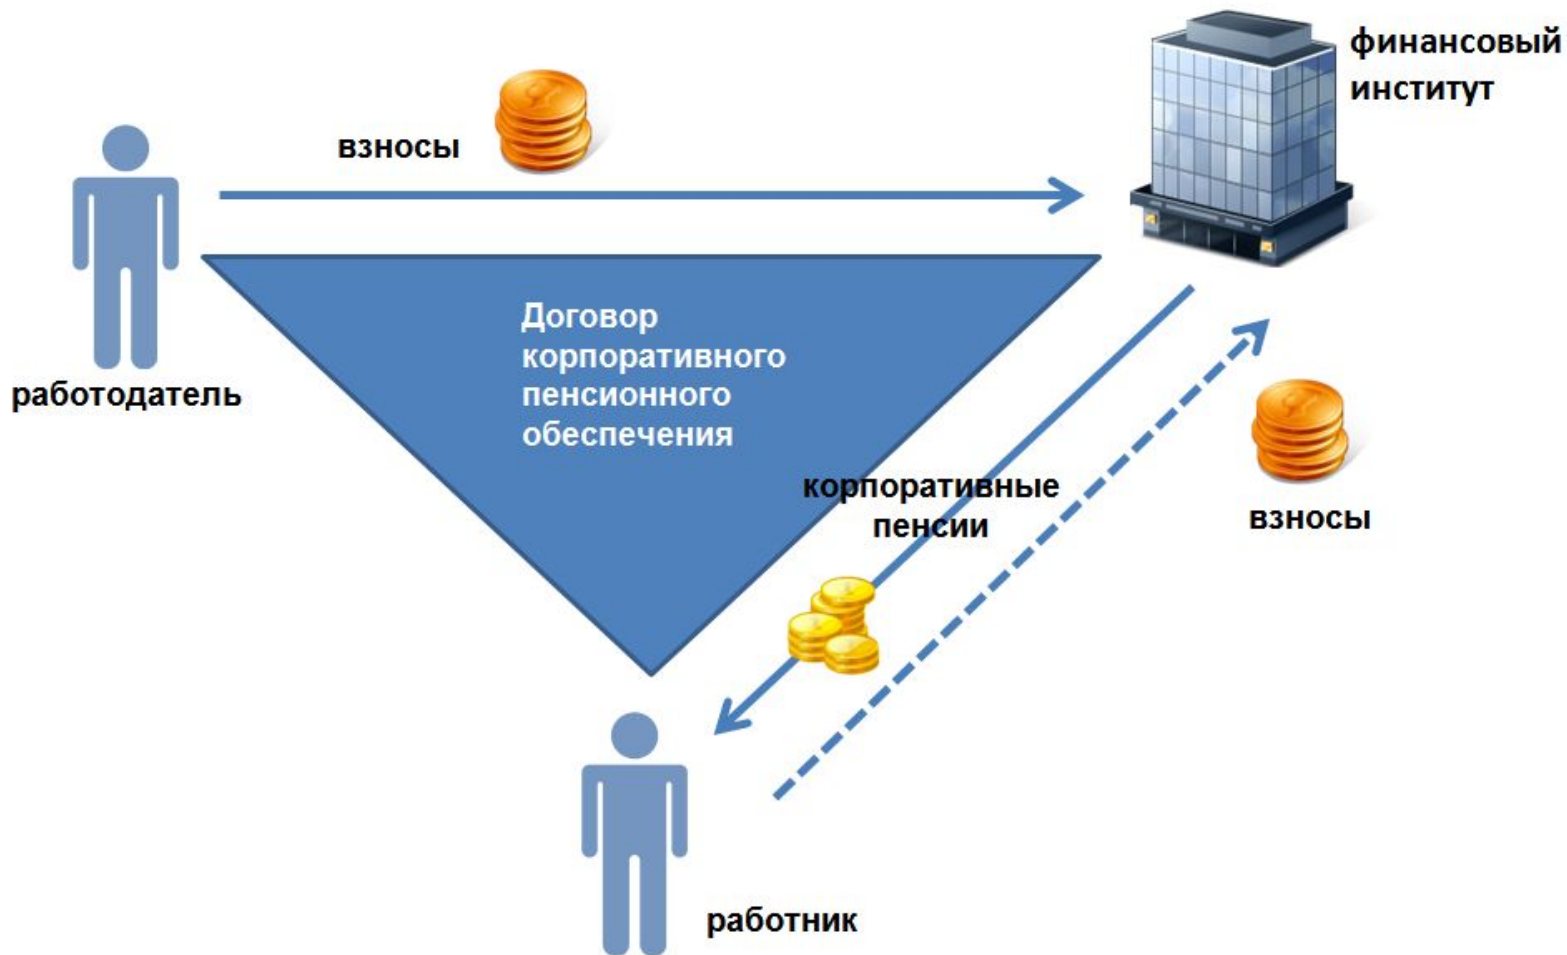 финансовый
институт
взносы
работодатель
Договор
корпоративного
пенсионного
обеспечения
корпоративные
пенсии
взносы
работник